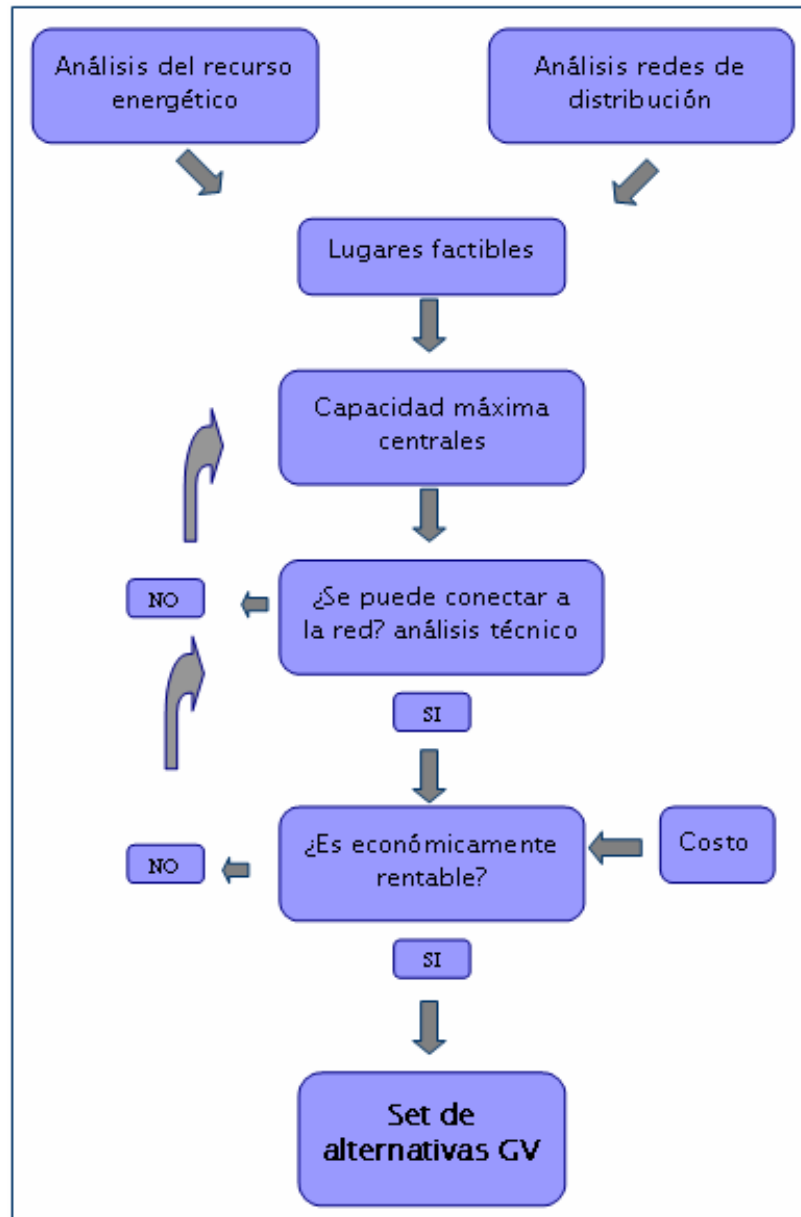 Análisis del recurso
energético
Análisis redes de
distribución
Lugares factibles
Capacidad máxima
centrales
¿Se puede conectar a
la red? análisis técnico
NO
SI
¿Es económicamente
rentable?
Costo
NO
SI
Set de
alternativas GV